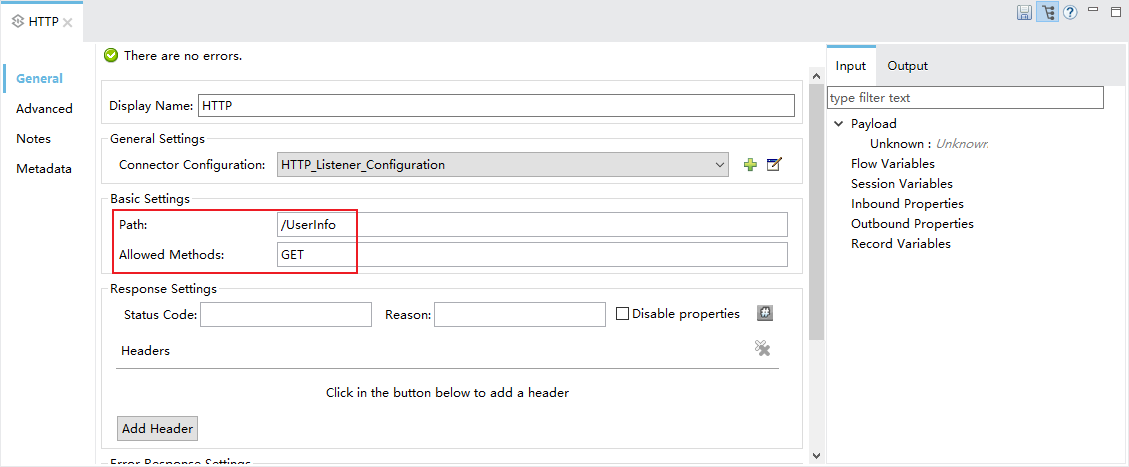 HTTP
There are no errors.
General
Advanced
Notes
Metadata
Display Name: HTTP
General Settings
Connector Configuration: HTTP_Listener_Configuration
Basic Settings
Path: /UserInfo
Allowed Methods: GET
Response Settings
Status Code: Reason: Disable properties
Headers
Click in the button below to add a header
Add Header
Error Response Settings
Input Output
type filter text
Payload
Unknown : Unknown
Flow Variables
Session Variables
Inbound Properties
Outbound Properties
Record Variables